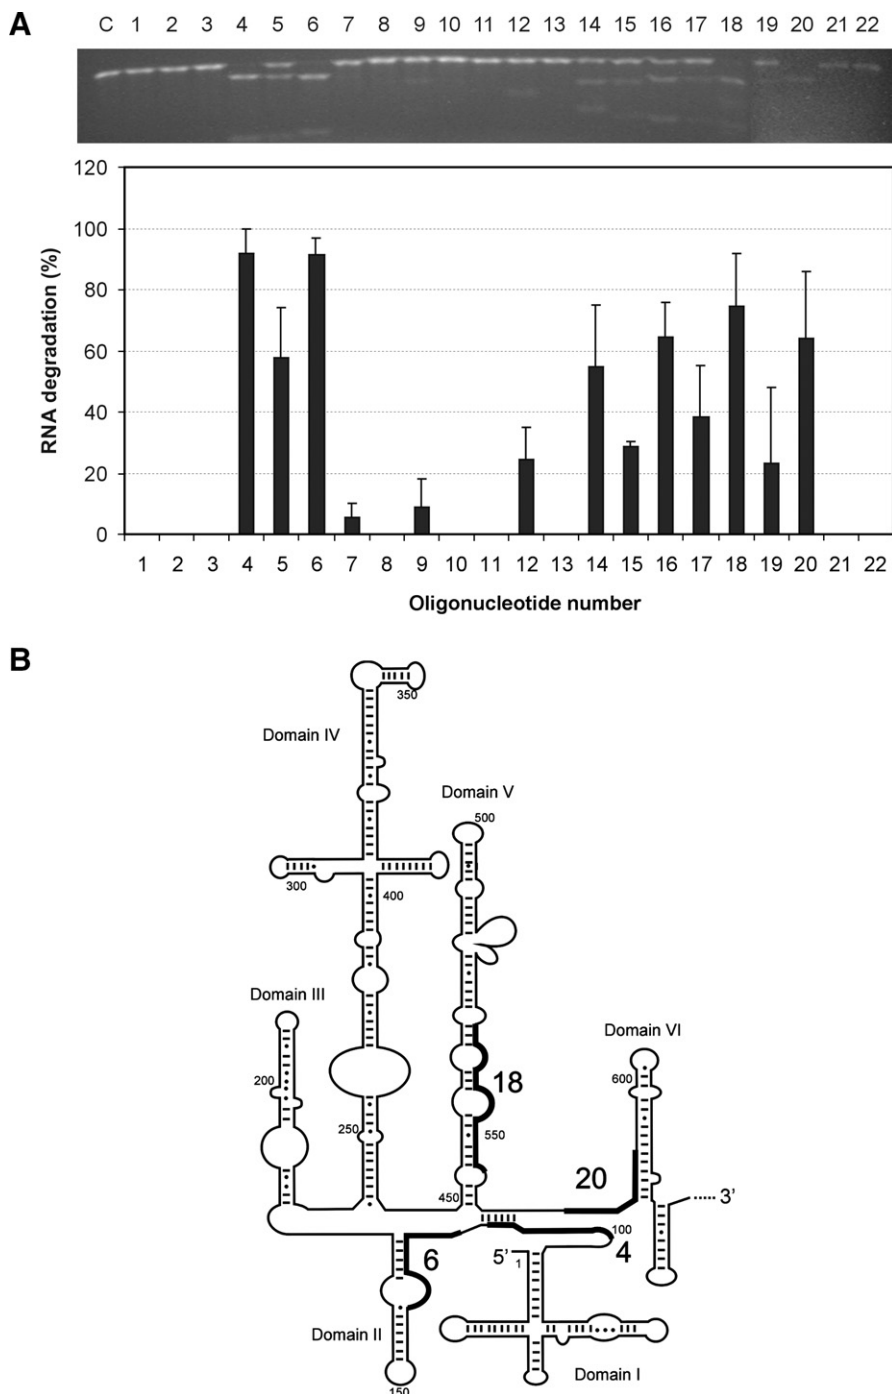 A
C 1 2 3 4 5 6 7 8 9 10 11 12 13 14 15 16 17 18 19 20 21 22
120
100
80
60
40
20
0
RNA degradation (%)
1 2 3 4 5 6 7 8 9 10 11 12 13 14 15 16 17 18 19 20 21 22
Oligonucleotide number
B
350
Domain IV
Domain V
500
300
400
Domain III
Domain VI
200
600
18
250
550
20
450
3’
100
6
5’
1
4
Domain II
Domain I
150